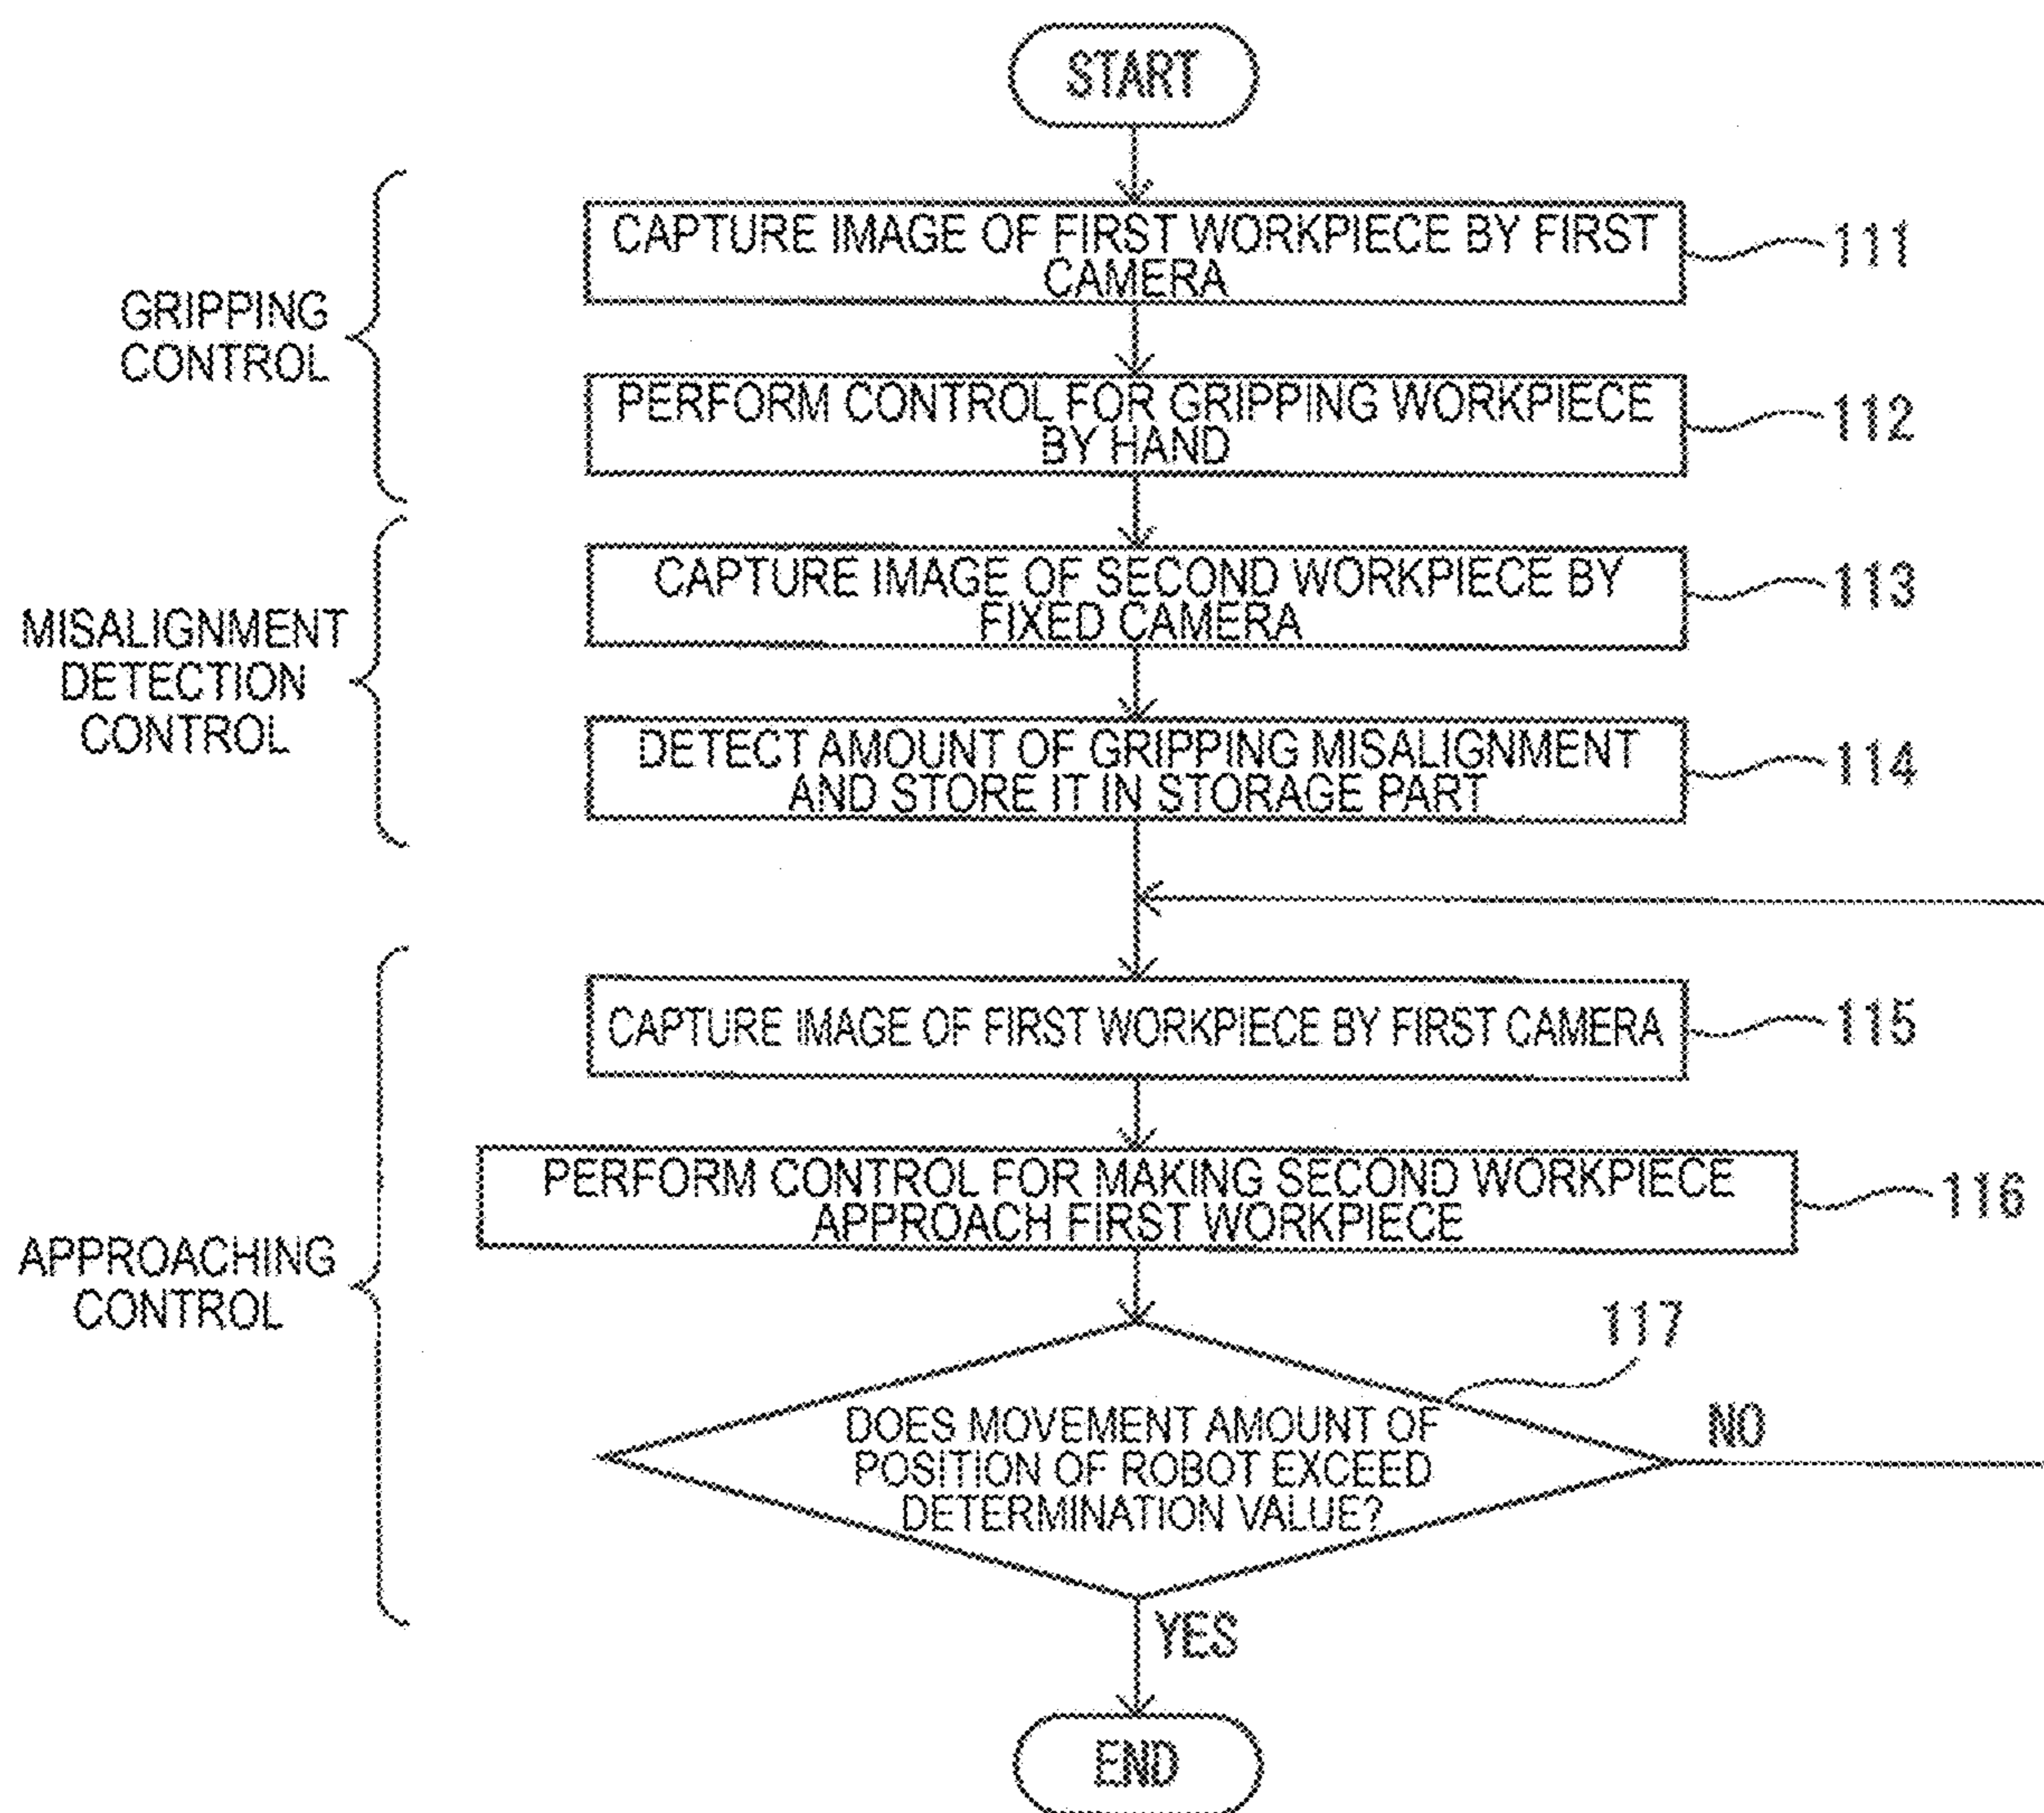 START
CAPTURE IMAGE OF FIRST WORKPIECE BY FIRST
CAMERA
111
GRIPPING
CONTROL
PERFORM CONTROL FOR GRIPPING WORKPIECE
BY HAND
112
CAPTURE IMAGE OF SECOND WORKPIECE BY
FIXED CAMERA
113
MISALIGNMENT
DETECTION
CONTROL
DETECT AMOUNT OF GRIPPING MISALIGNMENT
AND STORE IT IN STORAGE PART
114
CAPTURE IMAGE OF FIRST WORKPIECE BY FIRST CAMERA
115
PERFORM CONTROL FOR MAKING SECOND WORKPIECE
APPROACH FIRST WORKPIECE
116
APPROACHING
CONTROL
117
DOES MOVEMENT AMOUNT OF
POSITION OF ROBOT EXCEED
DETERMINATION VALUE?
NO
YES
END